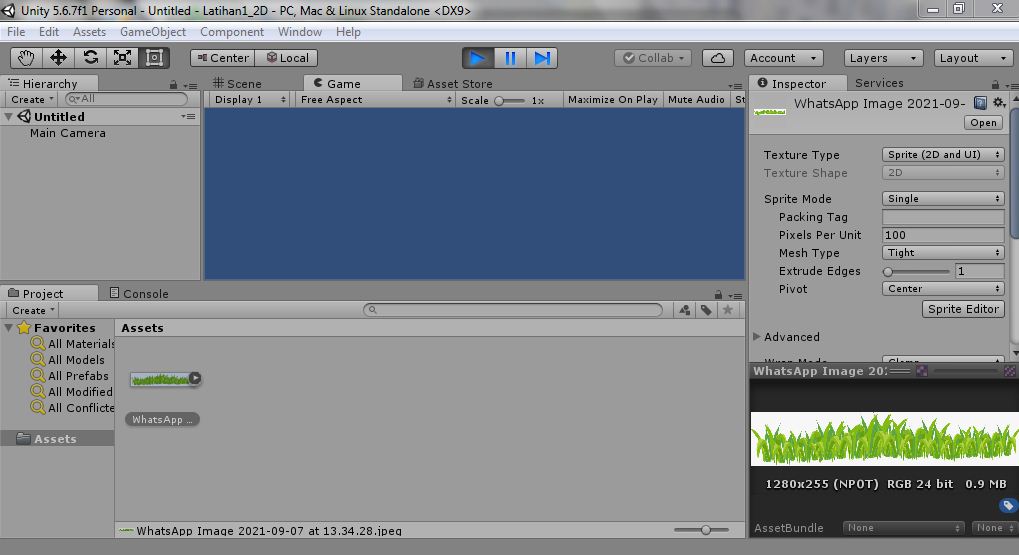 Unity 5.6.7f1 Personal - Untitled - Latihan1_2D - PC, Mac & Linux Standalone <DX9>
File Edit Assets GameObject Component Window Help
Center Local Collab Account Layers Layout
Hierarchy
Create All
Untitled
Main Camera
Scene Game Asset Store
Display 1 Free Aspect Scale 1x Maximize On Play Mute Audio St
Inspector Services
WhatsApp Image 2021-09-
Open
Texture Type Sprite (2D and UI)
Texture Shape 2D
Sprite Mode Single
Packing Tag
Pixels Per Unit 100
Mesh Type Tight
Extrude Edges 1
Pivot Center
Sprite Editor
Advanced
Wrap Mode Clamp
Project Console
Create
Favorites
All Materials
All Models
All Prefabs
All Modified
All Conflicte
Assets
Assets
WhatsApp ...
WhatsApp Image 2021-09-07 at 13.34.28.jpeg
WhatsApp Image 202
1280x255 (NPOT) RGB 24 bit 0.9 MB
AssetBundle None None